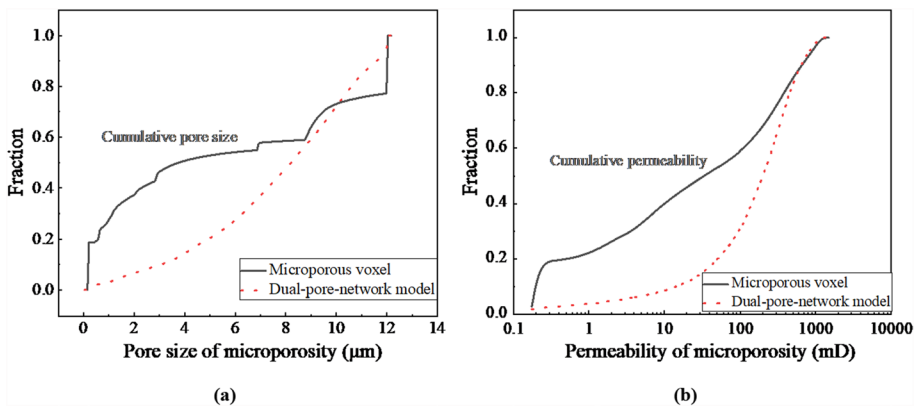 (a)
1.0
0.8
0.6
0.4
0.2
0.0
Fraction
Cumulative pore size
Microporous voxel
Dual-pore-network model
0 2 4 6 8 10 12 14
Pore size of microporosity (μm)
(a)
(b)
1.0
0.8
0.6
0.4
0.2
0.0
Fraction
Cumulative permeability
Microporous voxel
Dual-pore-network model
0.1 1 10 100 1000 10000
Permeability of microporosity (mD)
(b)